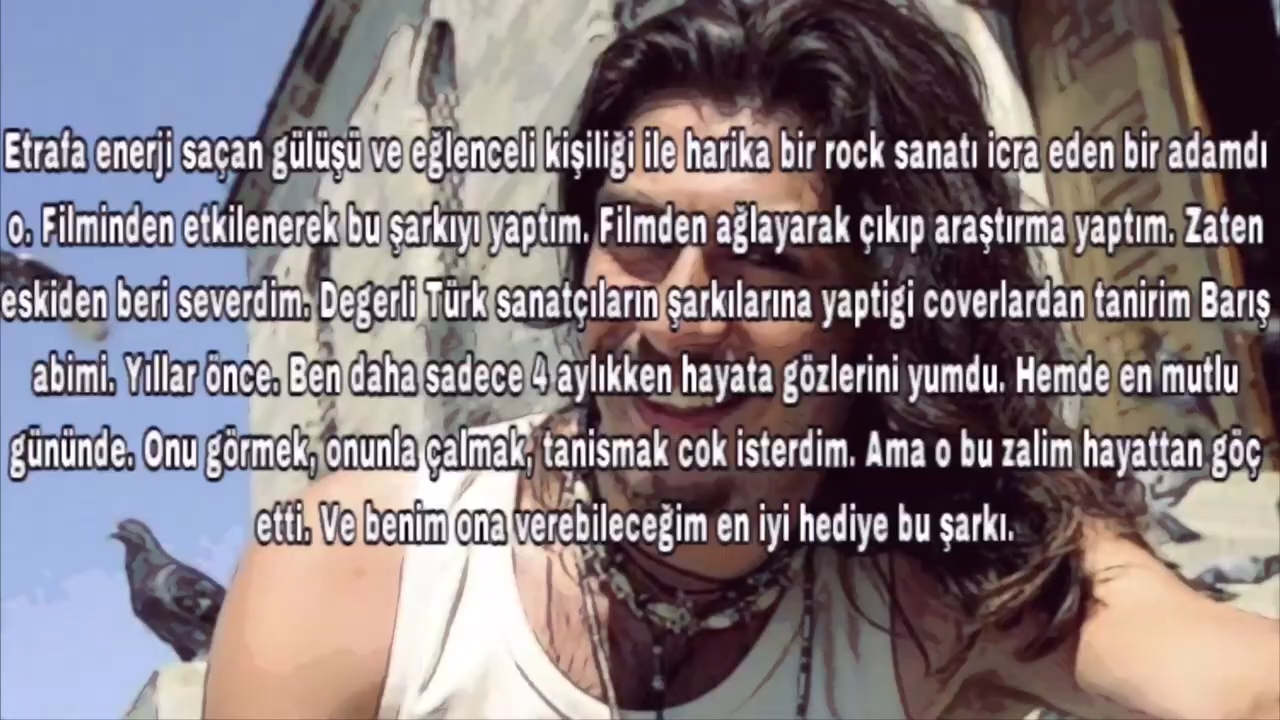 Etrafa enerji saçan gülüşü ve eğlenceli kişiliği ile harika bir rock sanatı icra eden bir adamdı
o. Filminden etkilenerek bu şarkıyı yaptım. Filmden ağlayarak çıkıp araştırma yaptım. Zaten
eskiden beri severdim. Degerli Türk sanatçıların şarkılarına yaptigi coverlardan tanirim Barış
abimi. Yıllar önce. Ben daha sadece 4 aylıkken hayata gözlerini yumdu. Hemde en mutlu
gününde. Onu görmek, onunla çalmak, tanismak cok isterdim. Ama o bu zalim hayattan göç
etti. Ve benim ona verebileceğim en iyi hediye bu şarkı.